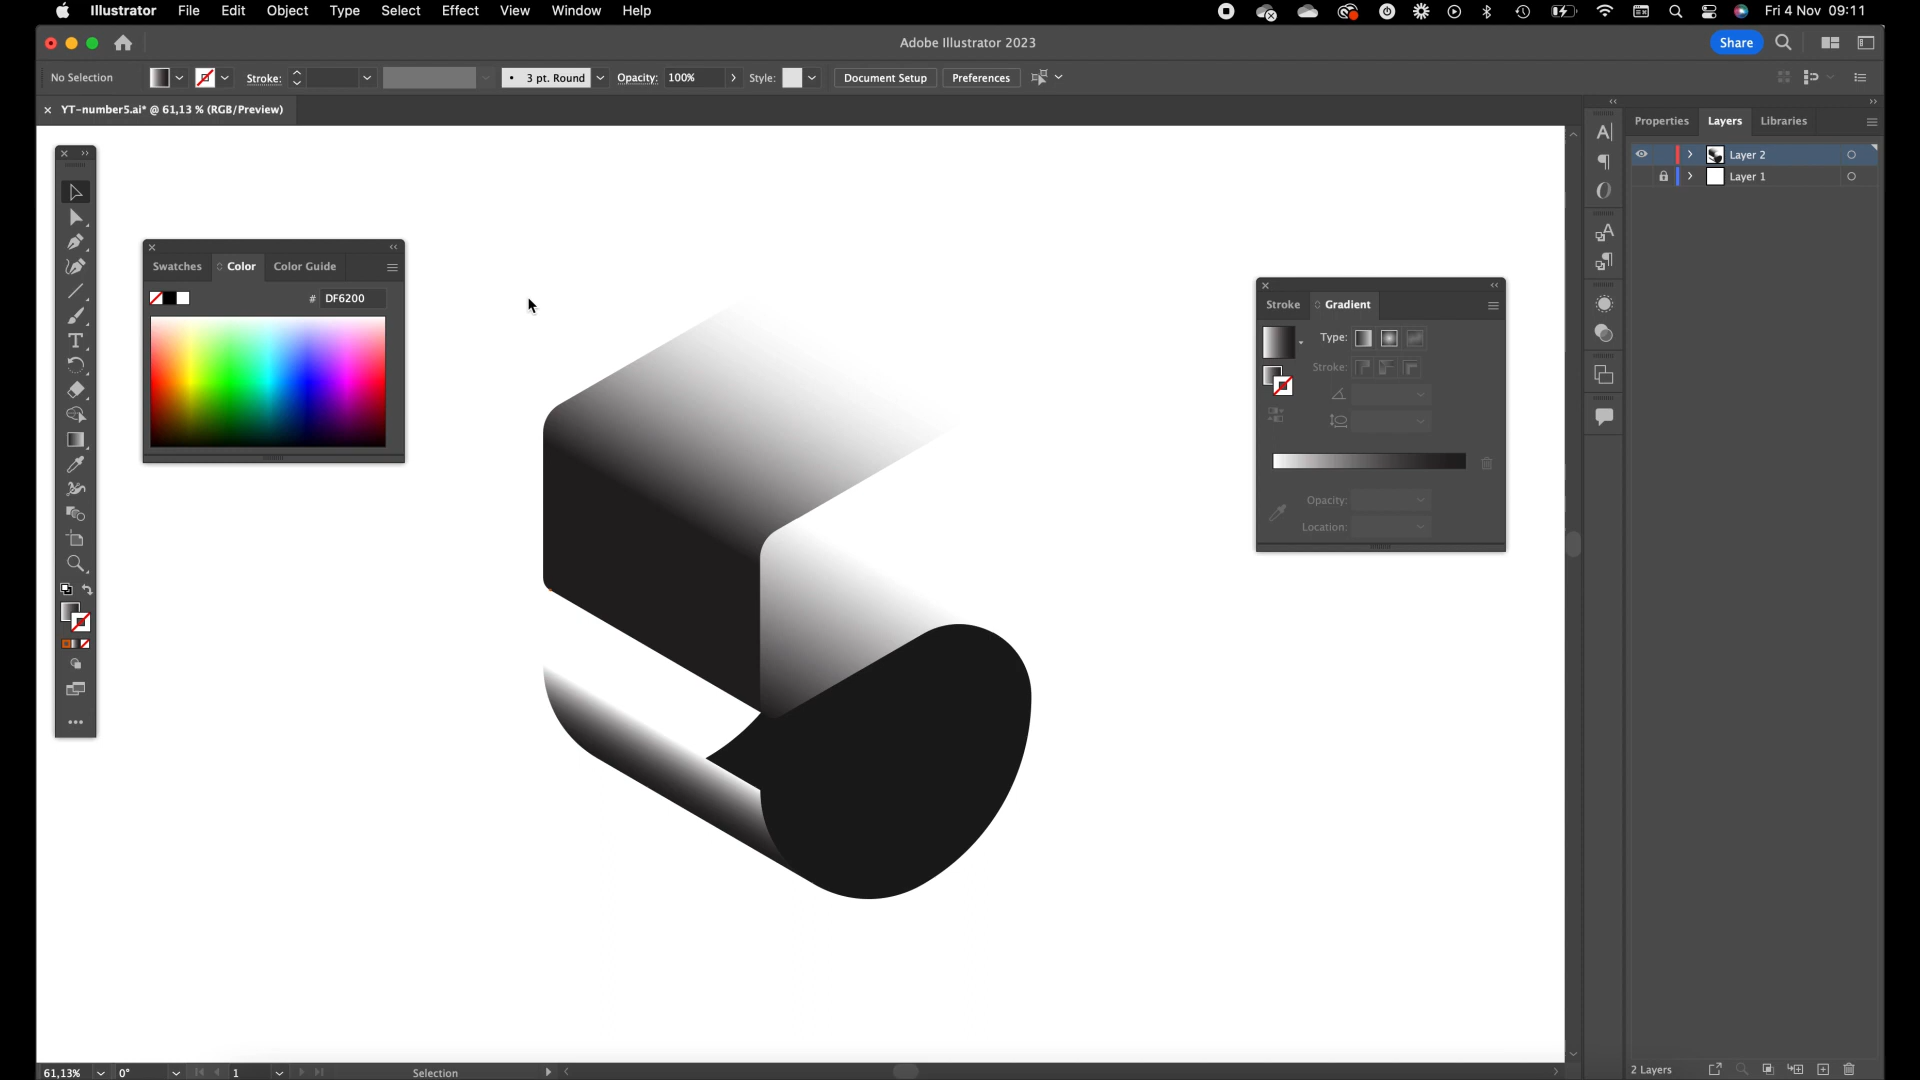 Illustrator File Edit Object Type Select Effect View Window Help
Fri 4 Nov 09:11
Adobe Illustrator 2023
Share
No Selection
Stroke:
3 pt. Round
Opacity: 100%
Style:
Document Setup
Preferences
YT-number5.ai* @ 61,13 % (RGB/Preview)
Properties Layers Libraries
Layer 2
Layer 1
Swatches Color Color Guide
# DF6200
Stroke Gradient
Type:
Stroke:
Opacity:
Location:
61,13%
0°
1
Selection
2 Layers